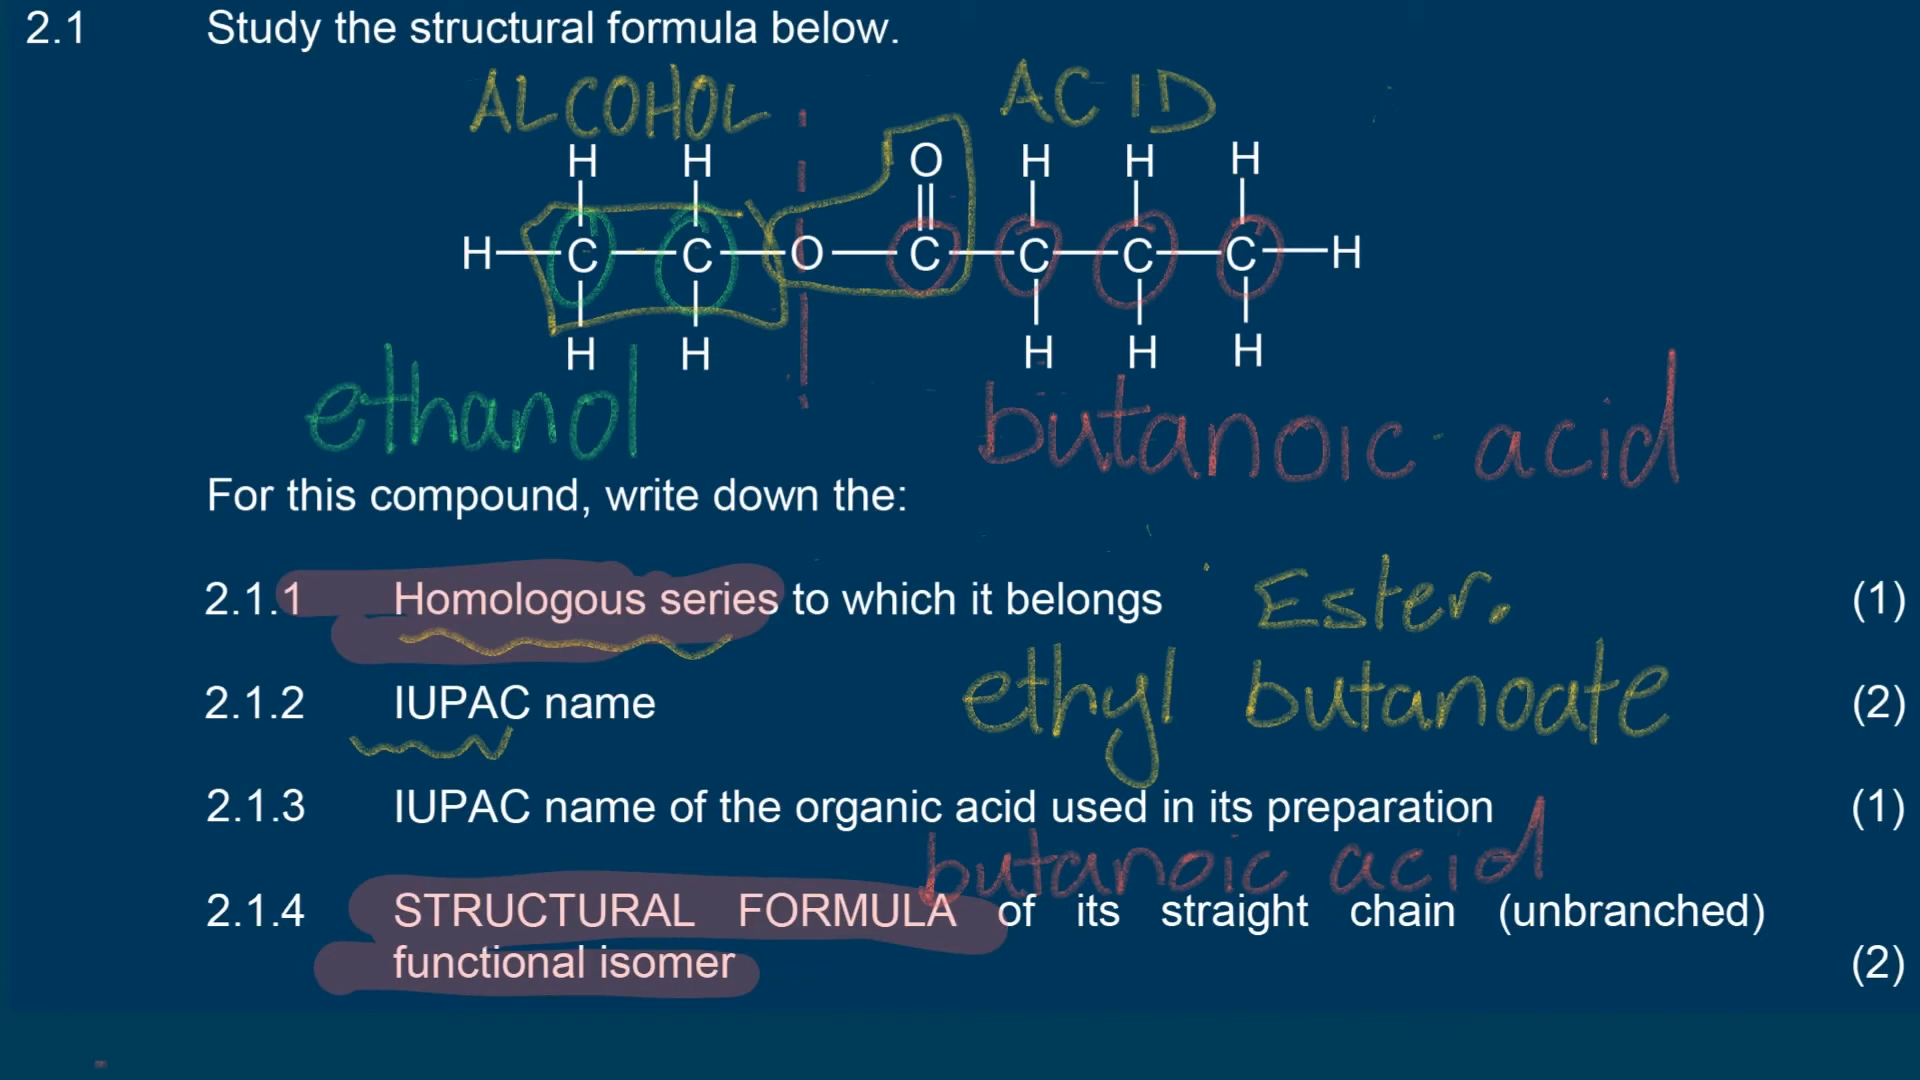 2.1 Study the structural formula below.
ALCOHOL ACID
H H O H H H
H C C O C C C C H
H H H H H
ethanol butanoic acid
For this compound, write down the:
2.1.1 Homologous series to which it belongs Ester. (1)
2.1.2 IUPAC name ethyl butanoate (2)
2.1.3 IUPAC name of the organic acid used in its preparation (1)
butanoic acid
2.1.4 STRUCTURAL FORMULA of its straight chain (unbranched)
functional isomer (2)